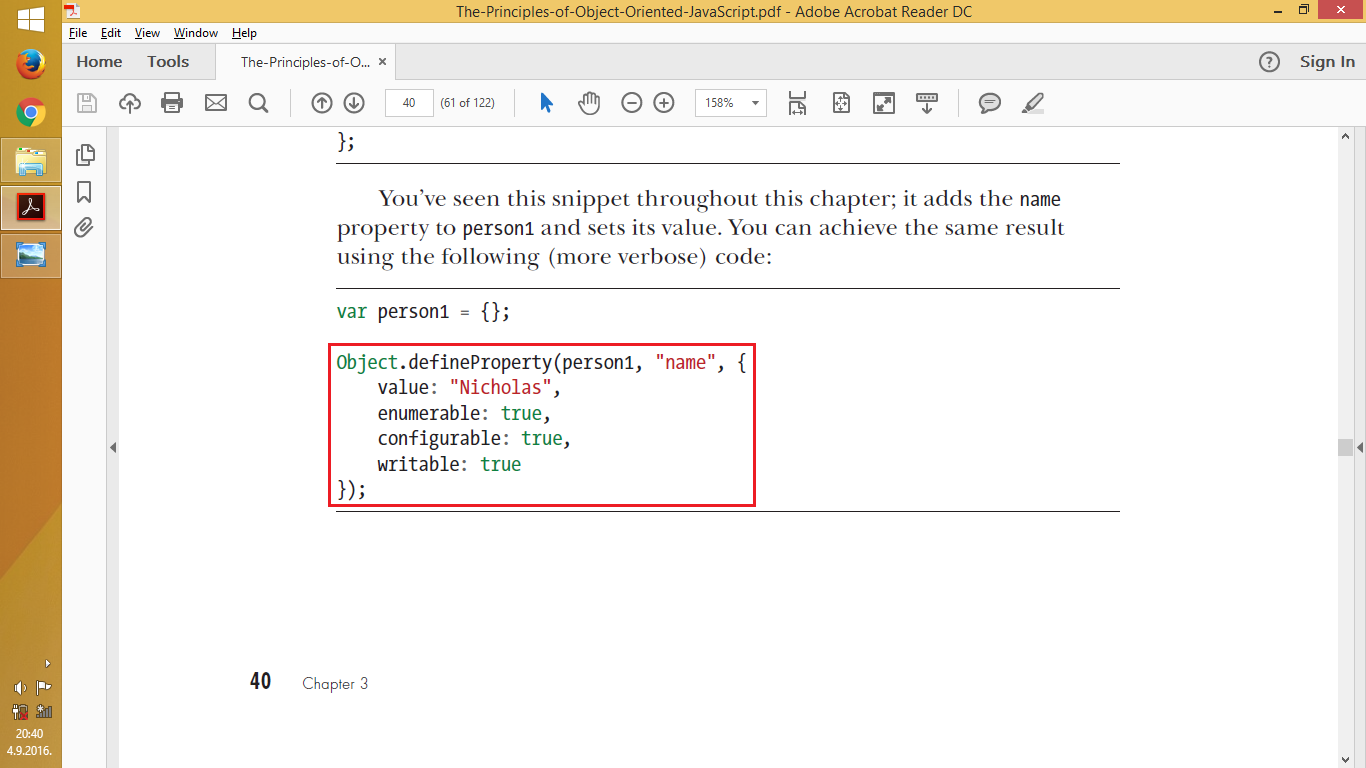 The-Principles-of-Object-Oriented-JavaScript.pdf - Adobe Acrobat Reader DC
File Edit View Window Help
Home Tools The-Principles-of-O... × ? Sign In
40 (61 of 122) 158%
};
You’ve seen this snippet throughout this chapter; it adds the name
property to person1 and sets its value. You can achieve the same result
using the following (more verbose) code:
var person1 = {};
Object.defineProperty(person1, "name", {
value: "Nicholas",
enumerable: true,
configurable: true,
writable: true
});
40 Chapter 3
20:40
4.9.2016.